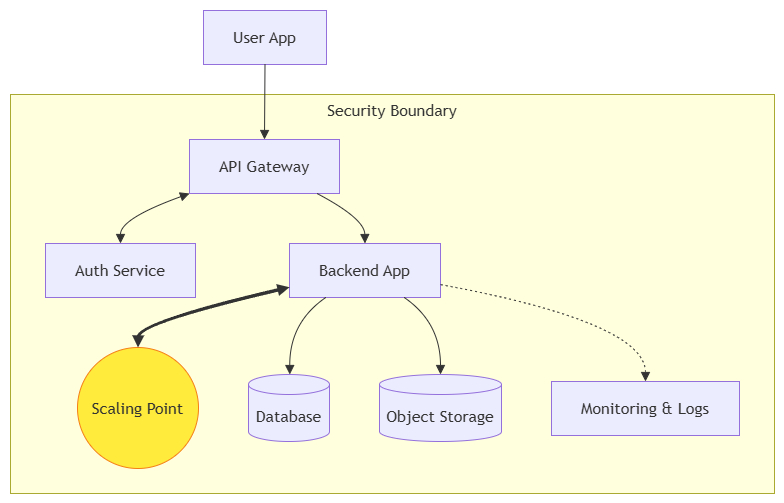 User App
Security Boundary
API Gateway
Auth Service
Backend App
Scaling Point
Database
Object Storage
Monitoring & Logs